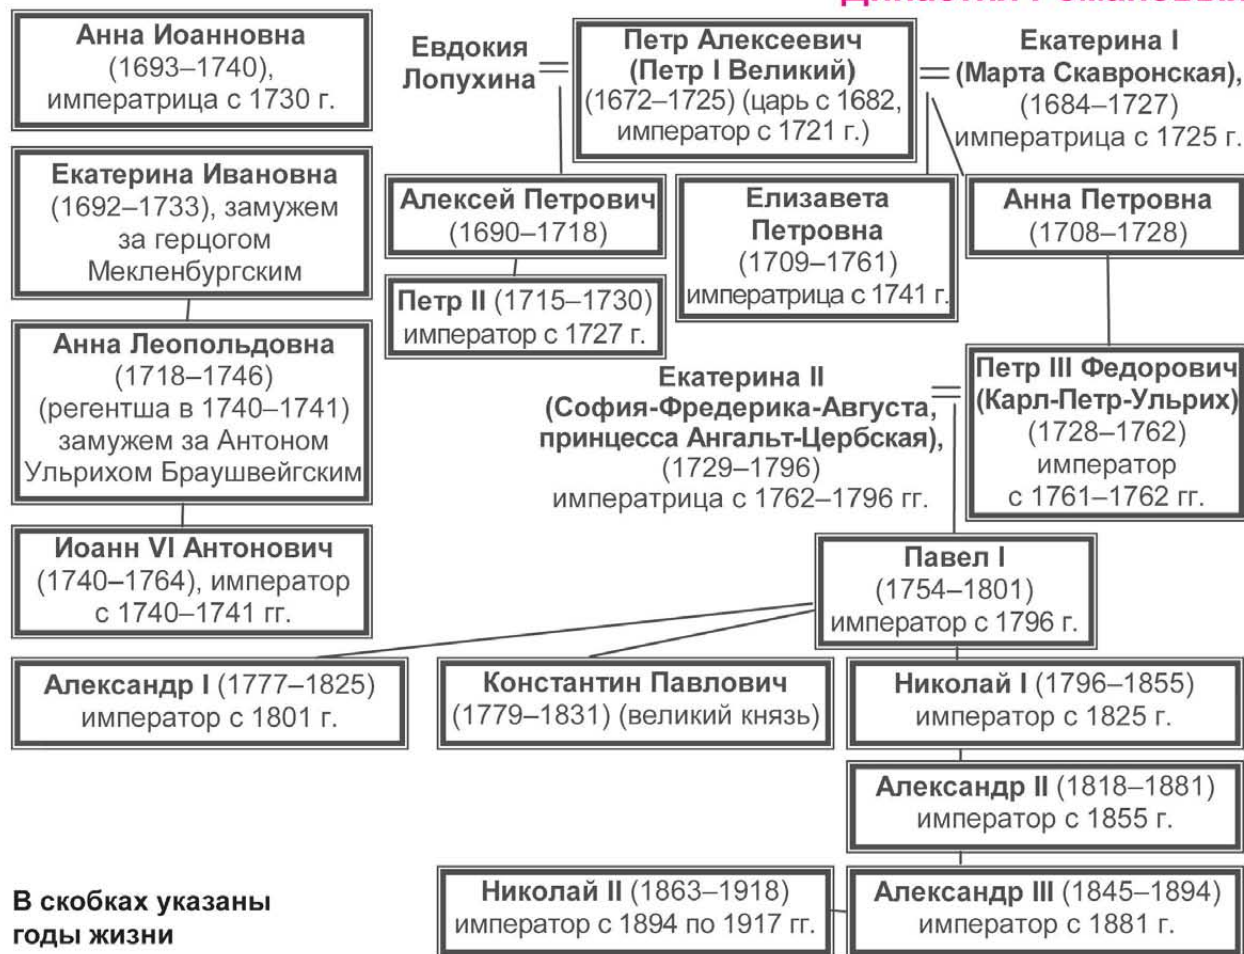 Анна Иоанновна
(1693–1740),
императрица с 1730 г.
Евдокия
Лопухина
Петр Алексеевич
(Петр I Великий)
(1672–1725) (царь с 1682,
император с 1721 г.)
Екатерина I
(Марта Скавронская),
(1684–1727)
императрица с 1725 г.
Екатерина Ивановна
(1692–1733), замужем
за герцогом
Мекленбургским
Алексей Петрович
(1690–1718)
Елизавета
Петровна
(1709–1761)
императрица с 1741 г.
Анна Петровна
(1708–1728)
Петр II (1715–1730)
император с 1727 г.
Анна Леопольдовна
(1718–1746)
(регентша в 1740–1741)
замужем за Антоном
Ульрихом Браушвейгским
Екатерина II
(София-Фредерика-Августа,
принцесса Ангальт-Цербская),
(1729–1796)
императрица с 1762–1796 гг.
Петр III Федорович
(Карл-Петр-Ульрих)
(1728–1762)
император
с 1761–1762 гг.
Иоанн VI Антонович
(1740–1764), император
с 1740–1741 гг.
Павел I
(1754–1801)
император с 1796 г.
Александр I (1777–1825)
император с 1801 г.
Константин Павлович
(1779–1831) (великий князь)
Николай I (1796–1855)
император с 1825 г.
Александр II (1818–1881)
император с 1855 г.
Николай II (1863–1918)
император с 1894 по 1917 гг.
Александр III (1845–1894)
император с 1881 г.
В скобках указаны
годы жизни